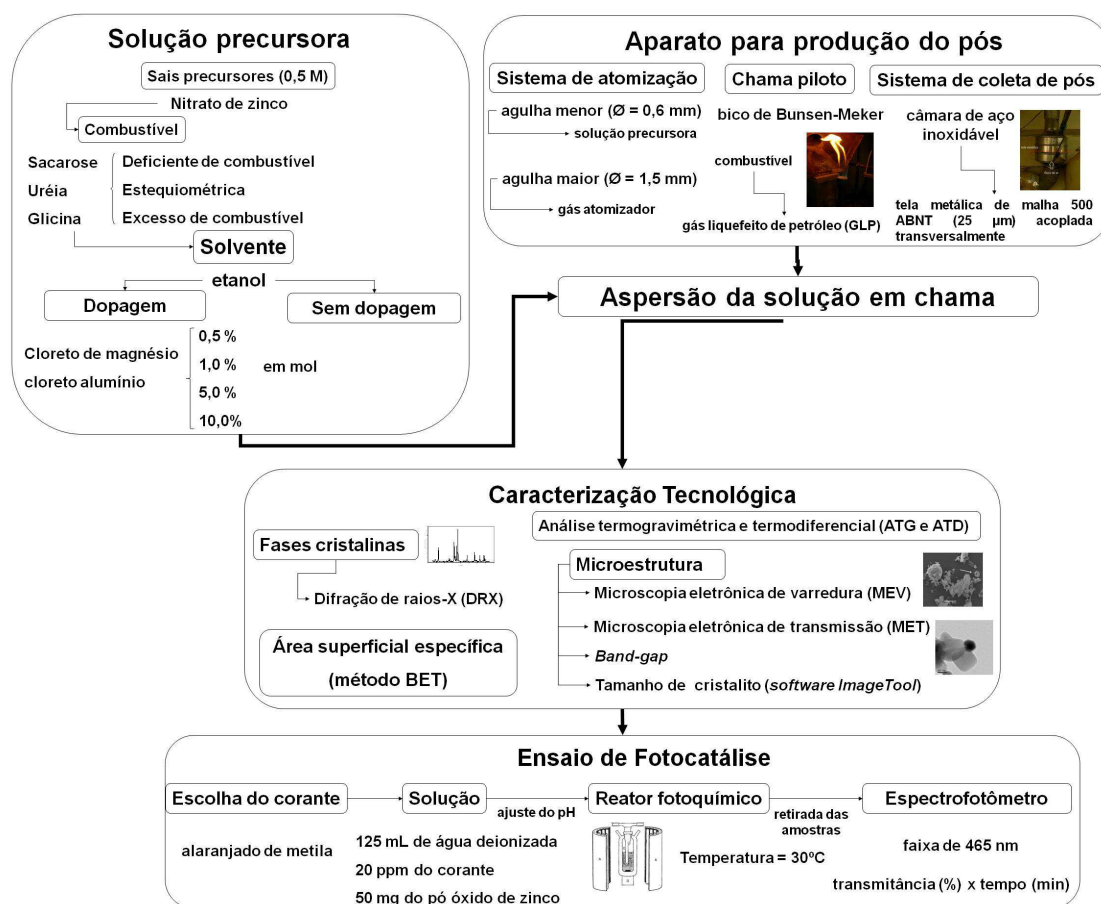 Solução precursora
Sais precursores (0,5 M)
Nitrato de zinco
Combustível
Sacarose
Uréia
Glicina
Deficiente de combustível
Estequiométrica
Excesso de combustível
Solvente
etanol
Dopagem
Sem dopagem
Cloreto de magnésio
cloreto alumínio
0,5 %
1,0 %
5,0 %
10,0%
em mol
Aparato para produção do pós
Sistema de atomização
agulha menor (Ø = 0,6 mm)
solução precursora
agulha maior (Ø = 1,5 mm)
gás atomizador
Chama piloto
bico de Bunsen-Meker
combustível
gás liquefeito de petróleo (GLP)
Sistema de coleta de pós
câmara de aço
inoxidável
tela metálica de malha 500
ABNT (25 µm) acoplada
transversalmente
Aspersão da solução em chama
Caracterização Tecnológica
Fases cristalinas
Difração de raios-X (DRX)
Área superficial específica
(método BET)
Análise termogravimétrica e termodiferencial (ATG e ATD)
Microestrutura
Microscopia eletrônica de varredura (MEV)
Microscopia eletrônica de transmissão (MET)
Band-gap
Tamanho de cristalito (software ImageTool)
Ensaio de Fotocatálise
Escolha do corante
alaranjado de metila
Solução
125 mL de água deionizada
20 ppm do corante
50 mg do pó óxido de zinco
ajuste do pH
Reator fotoquímico
Temperatura = 30ºC
retirada das
amostras
Espectrofotômetro
faixa de 465 nm
transmitância (%) x tempo (min)